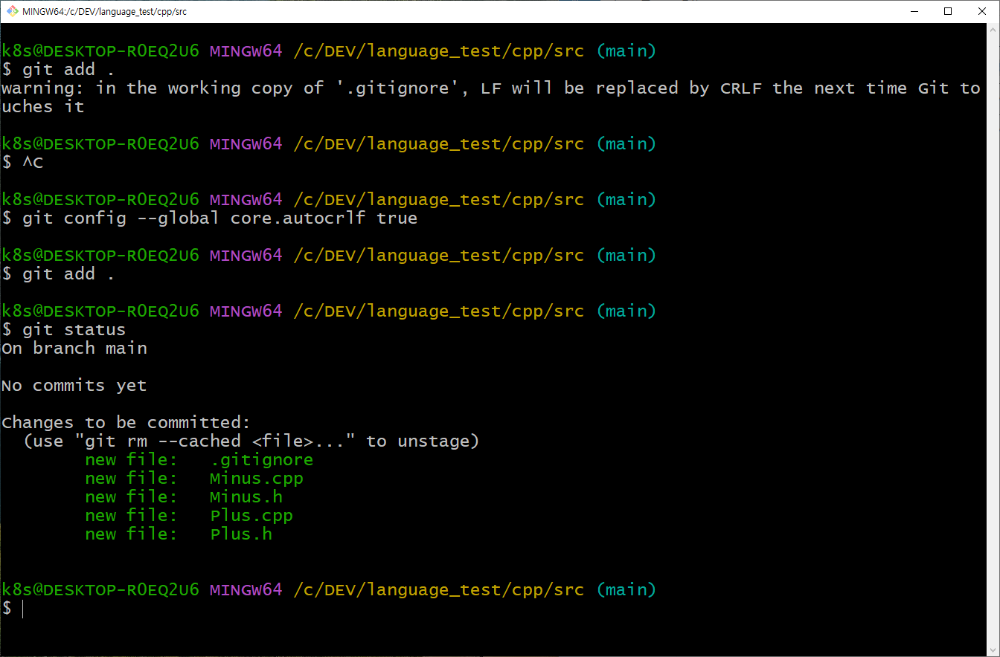 MINGW64:/c/DEV/language_test/cpp/src
k8s@DESKTOP-R0EQ2U6 MINGW64 /c/DEV/language_test/cpp/src (main)
$ git add .
warning: in the working copy of '.gitignore', LF will be replaced by CRLF the next time Git to
uches it
k8s@DESKTOP-R0EQ2U6 MINGW64 /c/DEV/language_test/cpp/src (main)
$ ^C
k8s@DESKTOP-R0EQ2U6 MINGW64 /c/DEV/language_test/cpp/src (main)
$ git config --global core.autocrlf true
k8s@DESKTOP-R0EQ2U6 MINGW64 /c/DEV/language_test/cpp/src (main)
$ git add .
k8s@DESKTOP-R0EQ2U6 MINGW64 /c/DEV/language_test/cpp/src (main)
$ git status
On branch main
No commits yet
Changes to be committed:
  (use "git rm --cached <file>..." to unstage)
        new file:   .gitignore
        new file:   Minus.cpp
        new file:   Minus.h
        new file:   Plus.cpp
        new file:   Plus.h
k8s@DESKTOP-R0EQ2U6 MINGW64 /c/DEV/language_test/cpp/src (main)
$